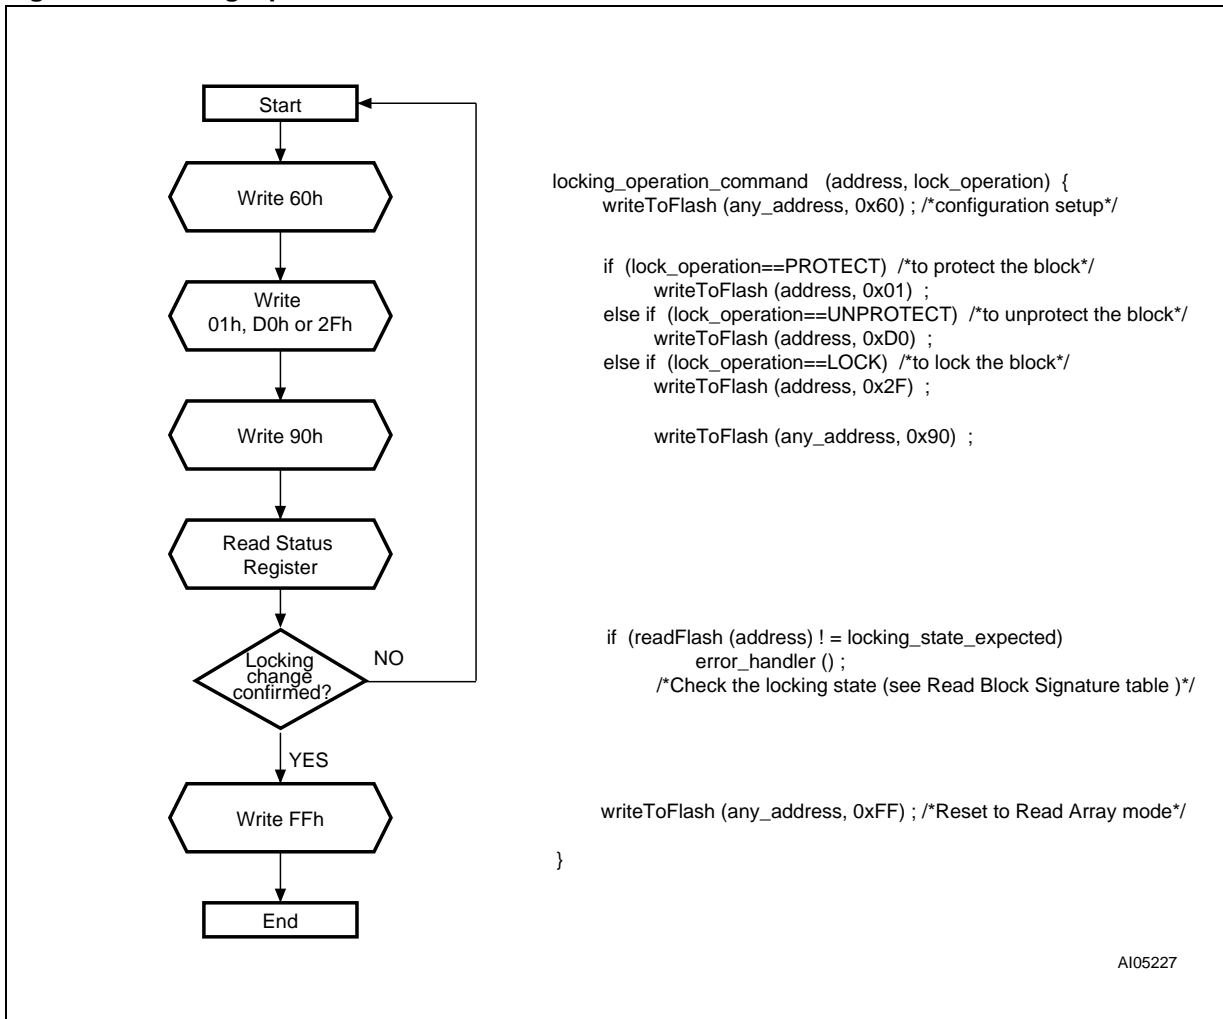 Start
Write 60h
Write
01h, D0h or 2Fh
Write 90h
Read Status
Register
Locking
change
confirmed?
NO
YES
Write FFh
End
locking_operation_command (address, lock_operation) {
writeToFlash (any_address, 0x60) ; /*configuration setup*/
if (lock_operation==PROTECT) /*to protect the block*/
writeToFlash (address, 0x01) ;
else if (lock_operation==UNPROTECT) /*to unprotect the block*/
writeToFlash (address, 0xD0) ;
else if (lock_operation==LOCK) /*to lock the block*/
writeToFlash (address, 0x2F) ;
writeToFlash (any_address, 0x90) ;
if (readFlash (address) ! = locking_state_expected)
error_handler () ;
/*Check the locking state (see Read Block Signature table )*/
writeToFlash (any_address, 0xFF) ; /*Reset to Read Array mode*/
}
AI05227